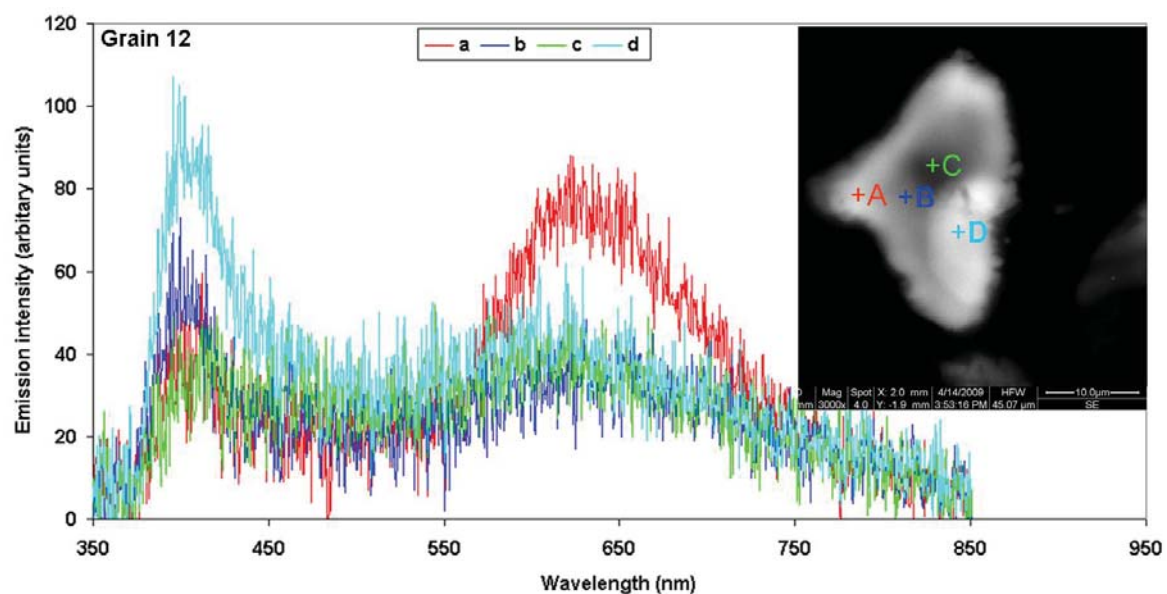 Grain 12
a b c d
120
100
80
60
40
20
0
Emission intensity (arbitary units)
350 450 550 650 750 850 950
Wavelength (nm)
+A
+B
+C
+D
Mag Spot X: 2.0 mm 4/14/2009 HFW 10.0µm
mm 3000x 4.0 Y: -1.9 mm 3:53:16 PM 45.07 µm SE